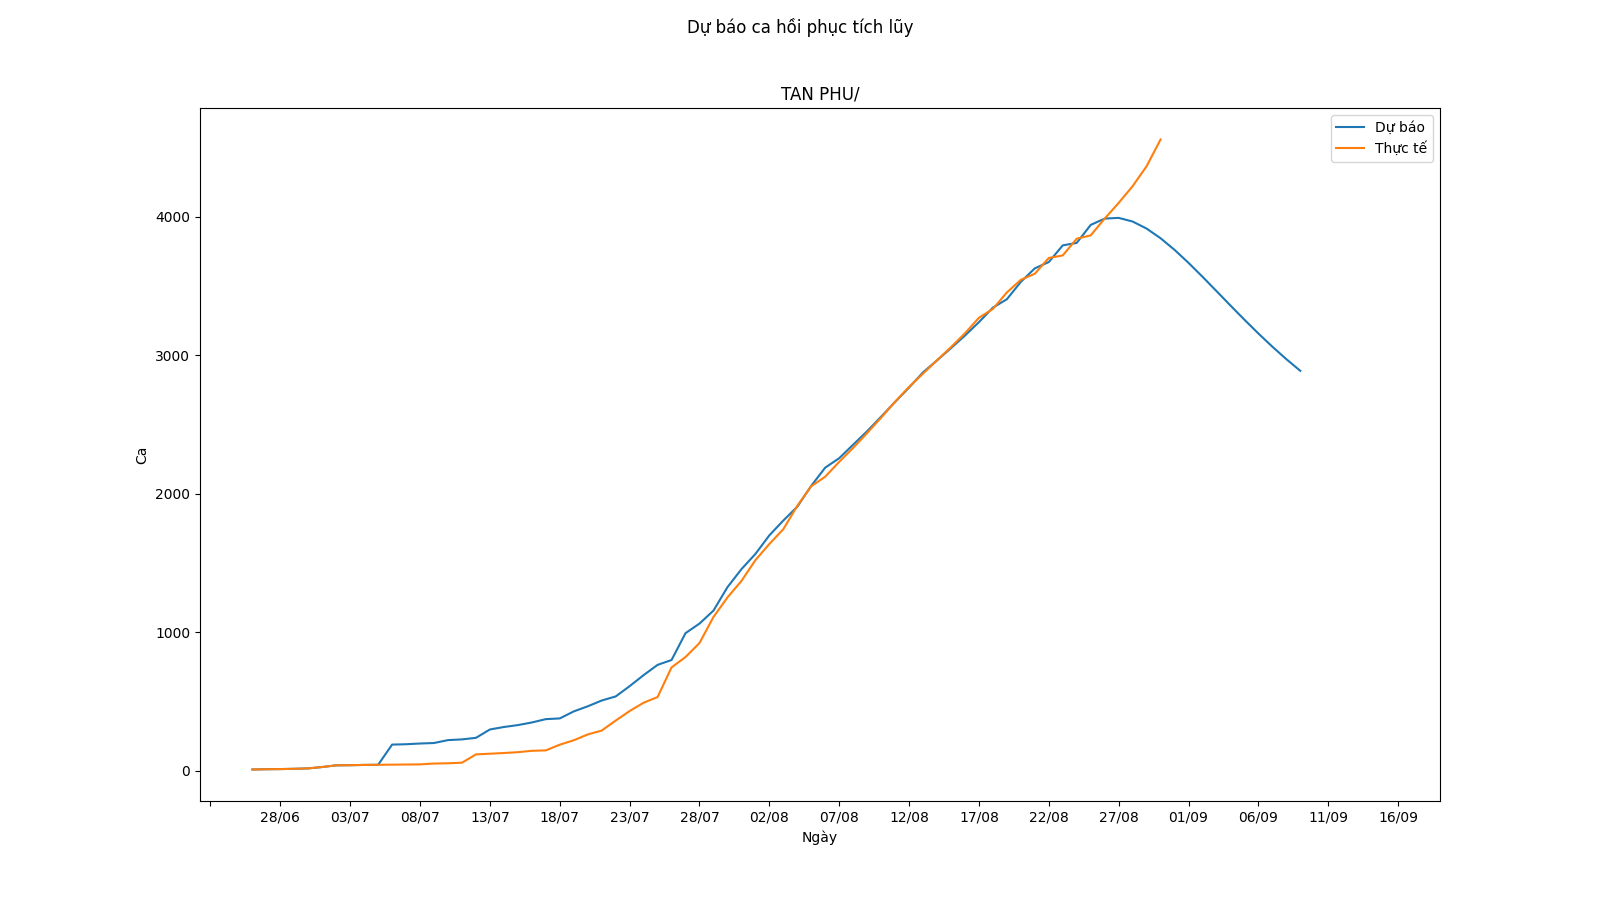 Dự báo ca hồi phục tích lũy
TAN PHU/
Dự báo
Thực tế
4000
3000
2000
1000
0
Ca
28/06 03/07 08/07 13/07 18/07 23/07 28/07 02/08 07/08 12/08 17/08 22/08 27/08 01/09 06/09 11/09 16/09
Ngày